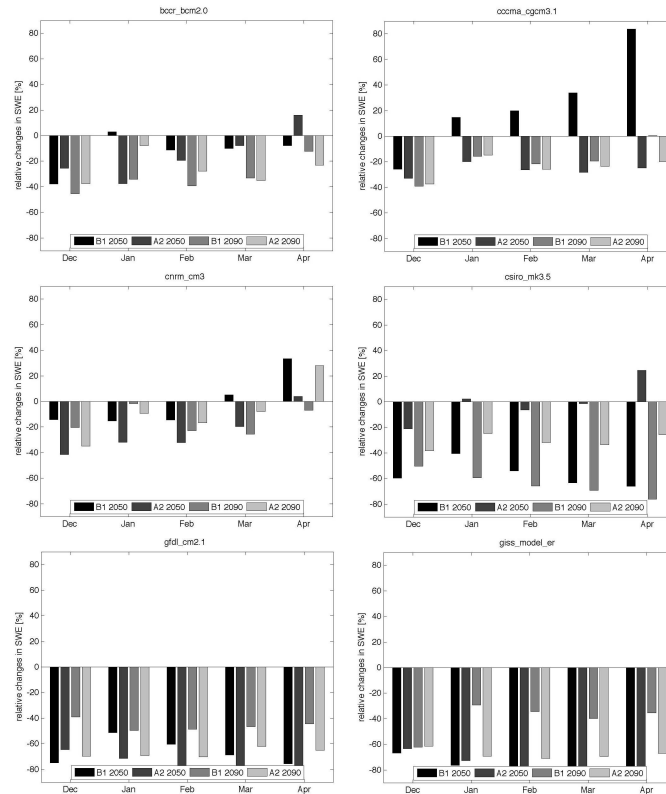 bccr_bcm2.0
relative changes in SWE [%]
80
60
40
20
0
-20
-40
-60
-80
B1 2050 A2 2050 B1 2090 A2 2090
Dec Jan Feb Mar Apr
cccma_cgcm3.1
relative changes in SWE [%]
80
60
40
20
0
-20
-40
-60
-80
B1 2050 A2 2050 B1 2090 A2 2090
Dec Jan Feb Mar Apr
cnrm_cm3
relative changes in SWE [%]
80
60
40
20
0
-20
-40
-60
-80
B1 2050 A2 2050 B1 2090 A2 2090
Dec Jan Feb Mar Apr
csiro_mk3.5
relative changes in SWE [%]
80
60
40
20
0
-20
-40
-60
-80
B1 2050 A2 2050 B1 2090 A2 2090
Dec Jan Feb Mar Apr
gfdl_cm2.1
relative changes in SWE [%]
80
60
40
20
0
-20
-40
-60
-80
B1 2050 A2 2050 B1 2090 A2 2090
Dec Jan Feb Mar Apr
giss_model_er
relative changes in SWE [%]
80
60
40
20
0
-20
-40
-60
-80
B1 2050 A2 2050 B1 2090 A2 2090
Dec Jan Feb Mar Apr